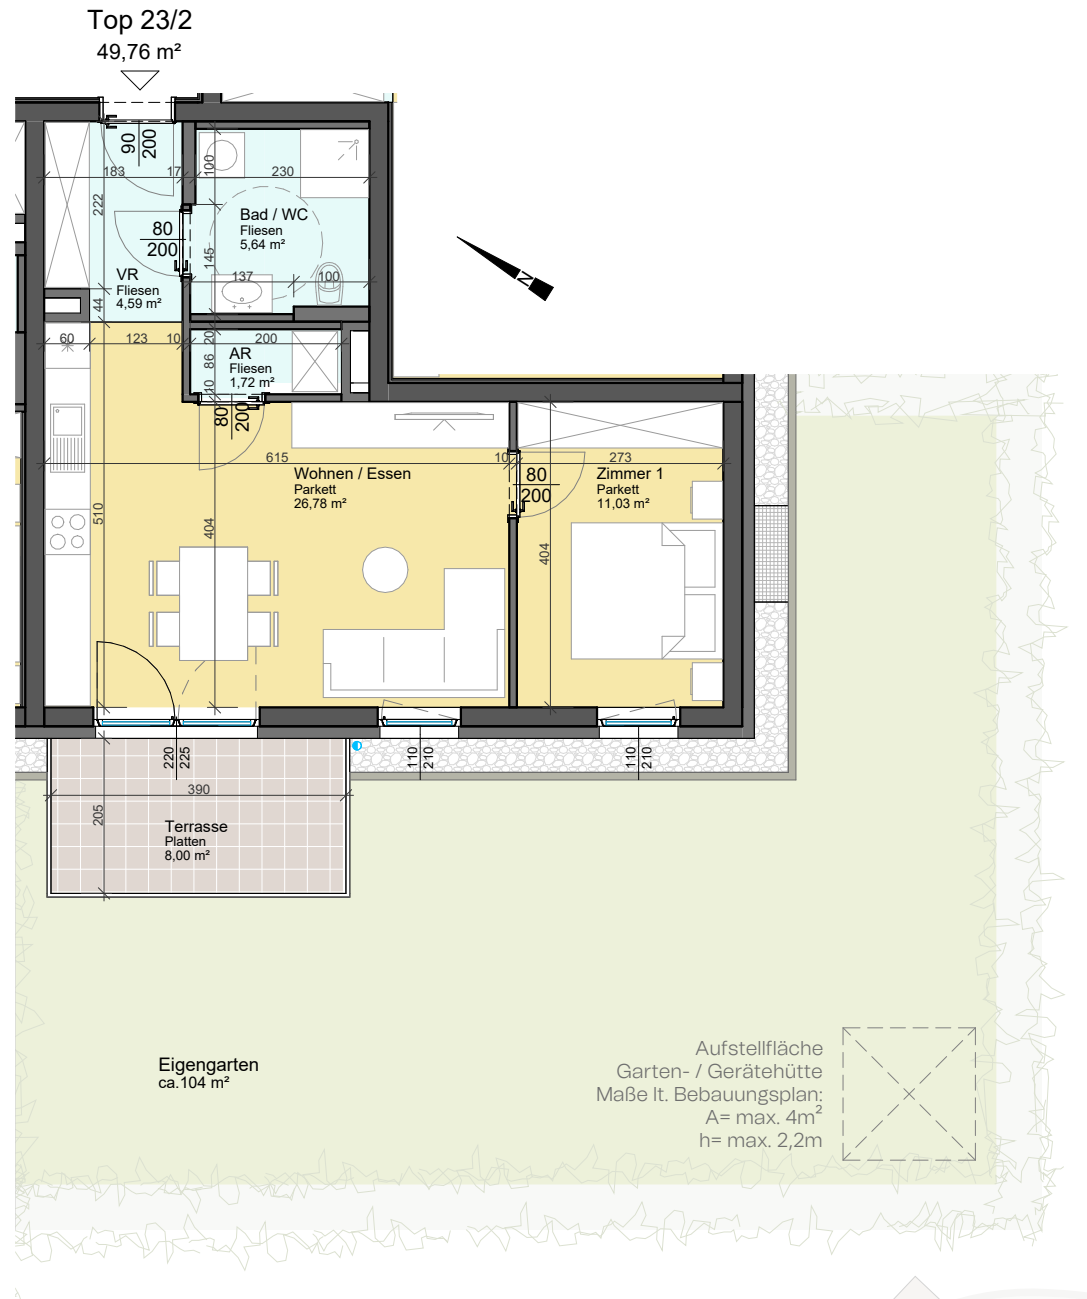 Top 23/2
49,76 m²
90
200
183
17
100
230
222
80
200
Bad / WC
Fliesen
5,64 m²
145
137
100
VR
Fliesen
4,59 m²
44
N
60
123
10
20
200
AR
Fliesen
1,72 m²
86
10
80
200
615
10
273
Wohnen / Essen
Parkett
26,78 m²
80
200
Zimmer 1
Parkett
11,03 m²
510
404
404
220
225
110
210
110
210
390
205
Terrasse
Platten
8,00 m²
Eigengarten
ca.104 m²
Aufstellfläche
Garten- / Gerätehütte
Maße lt. Bebauungsplan:
A= max. 4m²
h= max. 2,2m